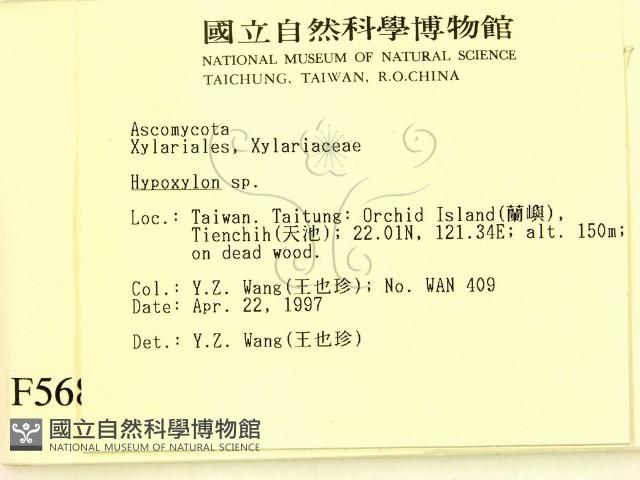 國立自然科學博物館
NATIONAL MUSEUM OF NATURAL SCIENCE
TAICHUNG, TAIWAN, R.O.CHINA
Ascomycota
Xylariales, Xylariaceae
Hypoxylon sp.
Loc.: Taiwan. Taitung: Orchid Island(蘭嶼),
Tienchih(天池); 22.01N, 121.34E; alt. 150m;
on dead wood.
Col.: Y.Z. Wang(王也珍); No. WAN 409
Date: Apr. 22, 1997
Det.: Y.Z. Wang(王也珍)
F568
國立自然科學博物館
NATIONAL MUSEUM OF NATURAL SCIENCE